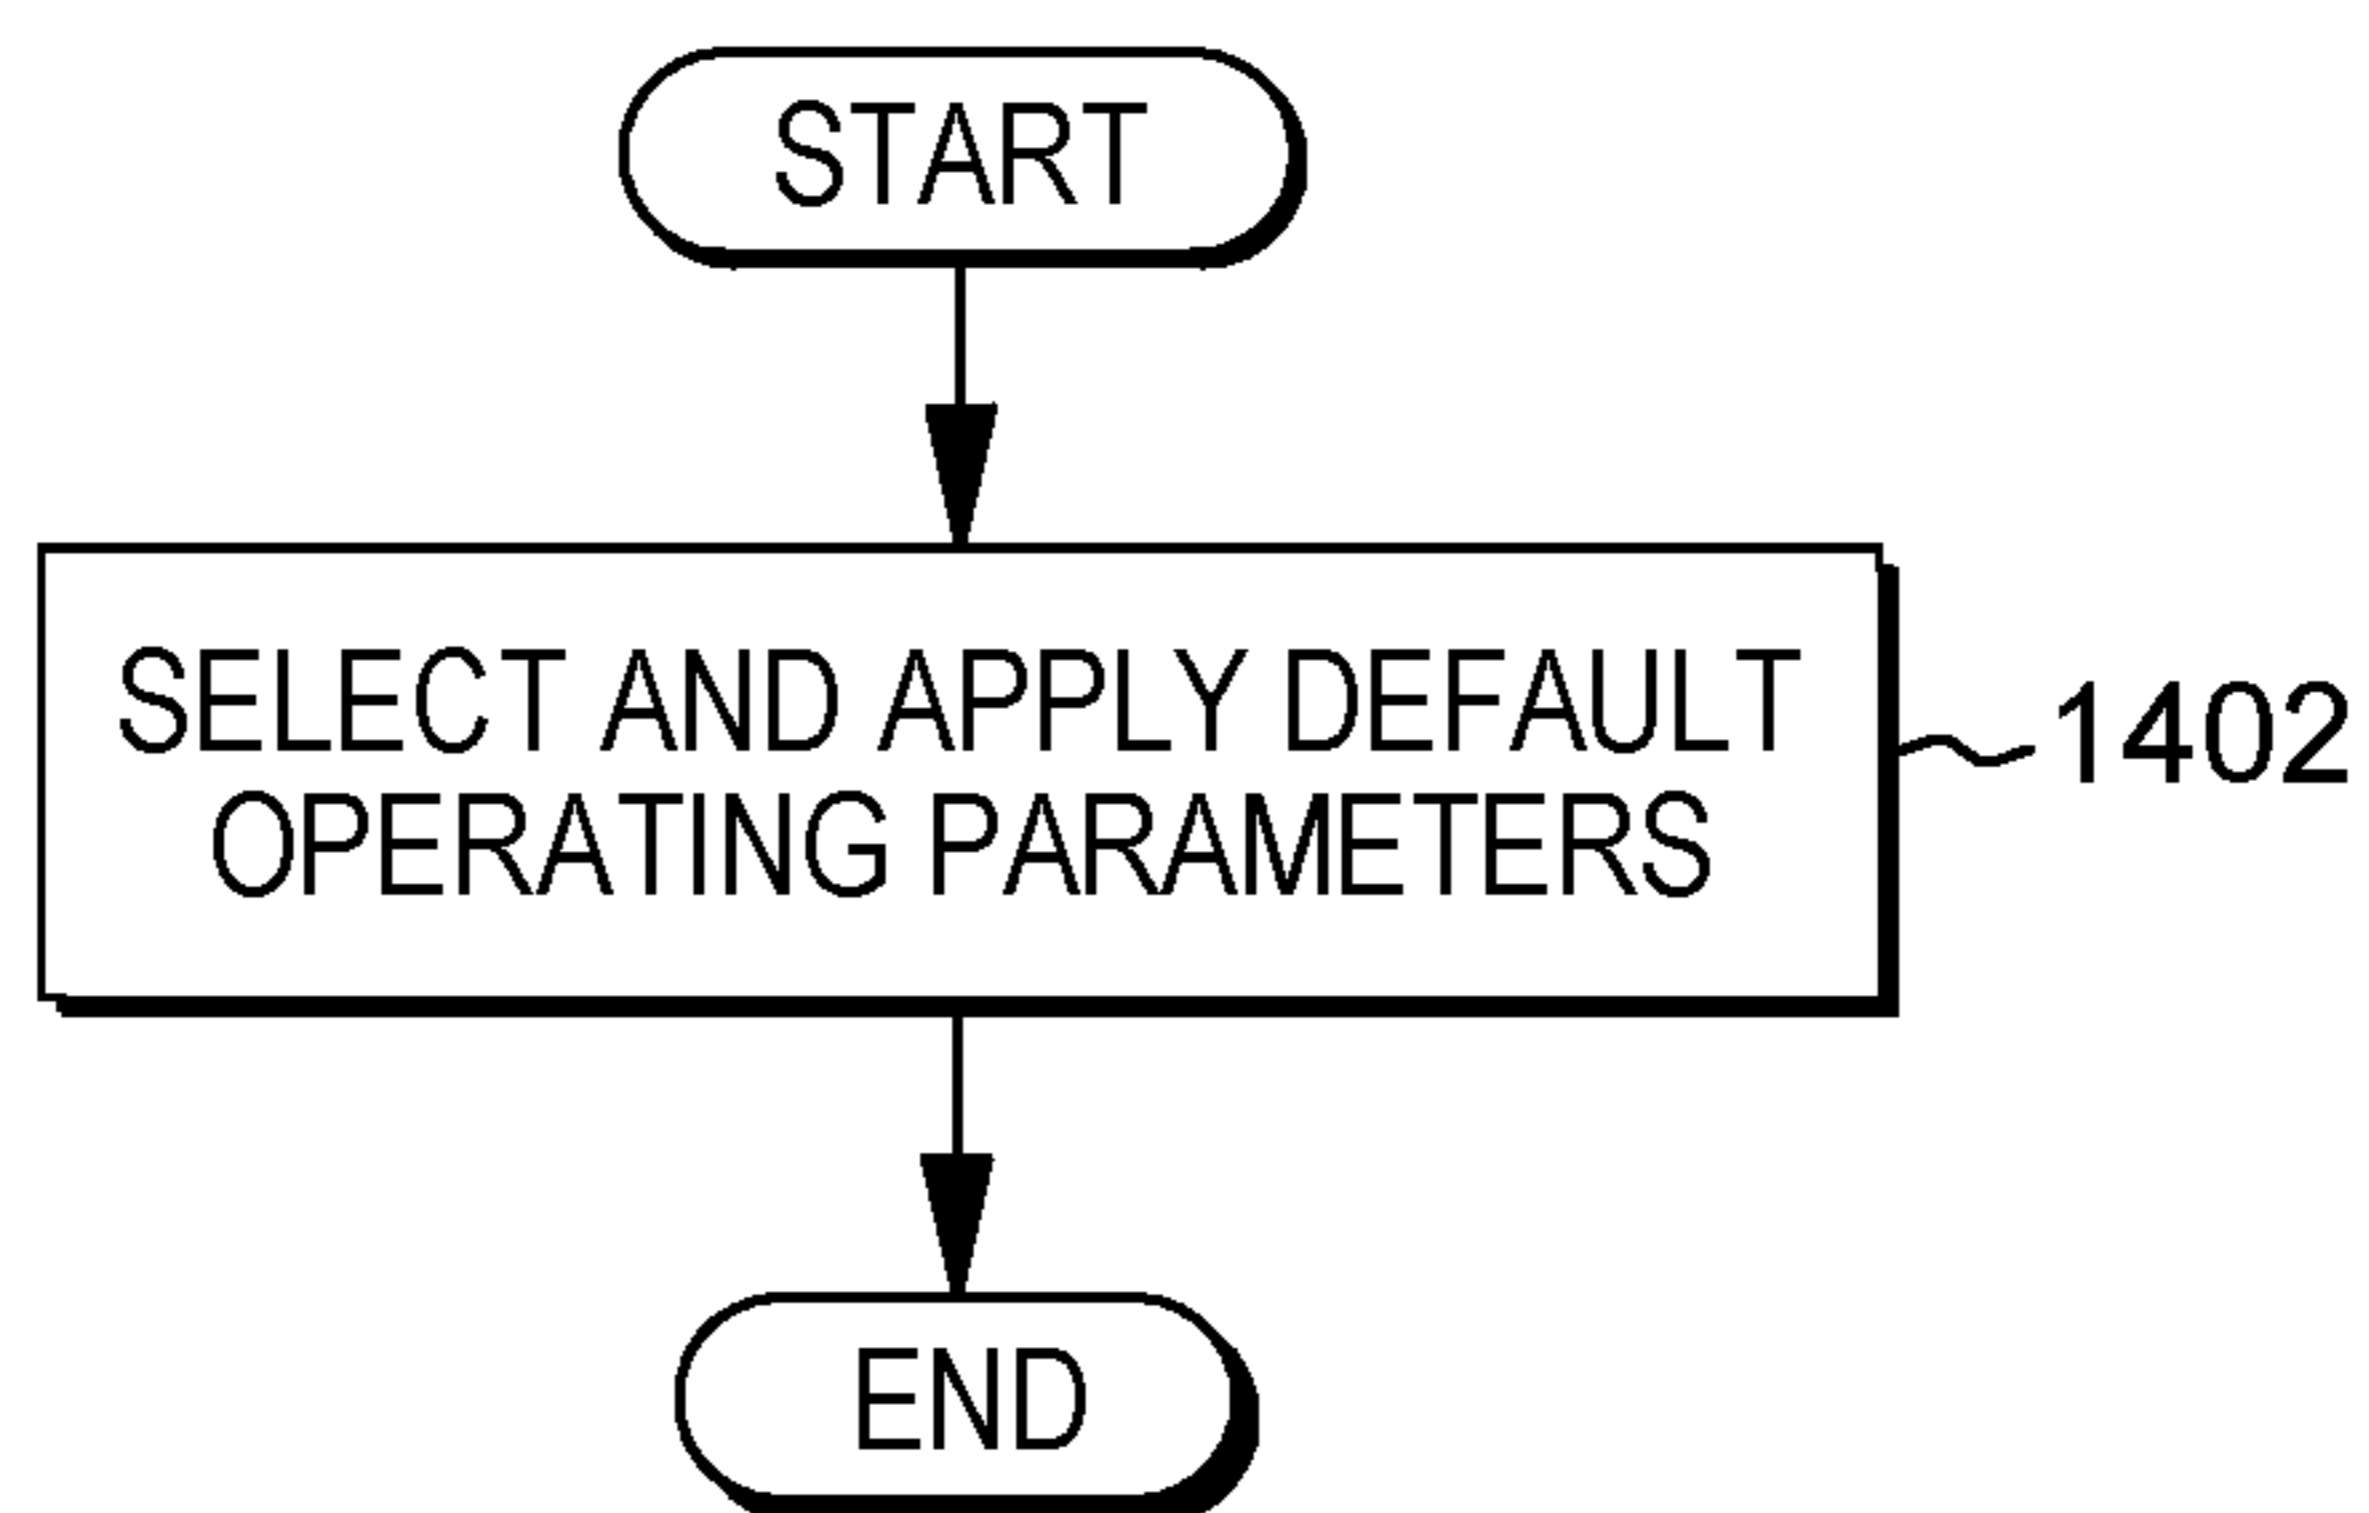 START
SELECT AND APPLY DEFAULT
OPERATING PARAMETERS
1402
END